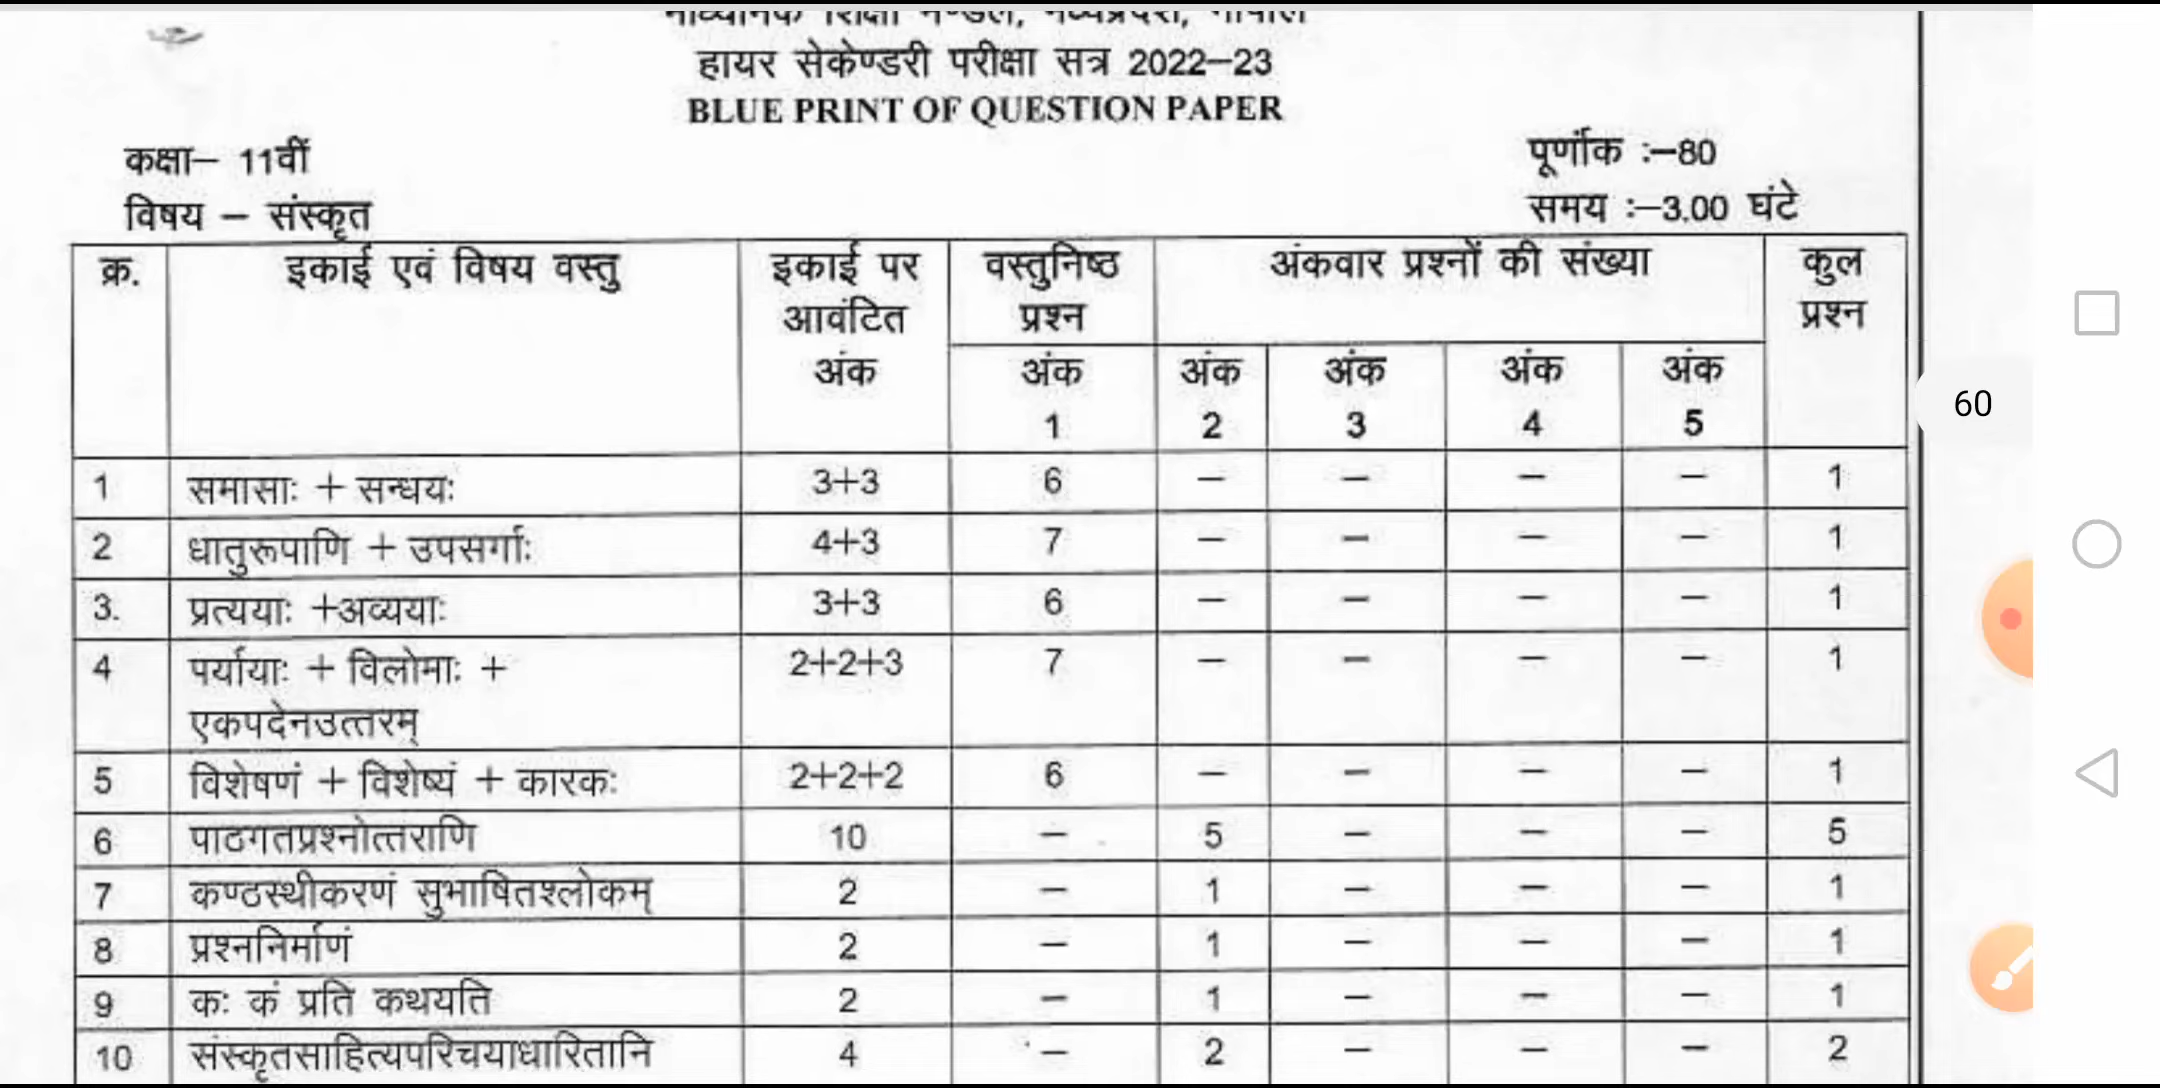 हायर सेकेण्डरी परीक्षा सत्र 2022–23
BLUE PRINT OF QUESTION PAPER
कक्षा– 11वीं
पूर्णांक :–80
विषय – संस्कृत
समय :–3.00 घंटे
क्र. इकाई एवं विषय वस्तु इकाई पर आवंटित अंक वस्तुनिष्ठ प्रश्न अंकवार प्रश्नों की संख्या कुल प्रश्न
अंक 1 अंक 2 अंक 3 अंक 4 अंक 5
1 समासाः + सन्धयः 3+3 6 – – – – 1
2 धातुरूपाणि + उपसर्गाः 4+3 7 – – – – 1
3. प्रत्ययाः +अव्ययाः 3+3 6 – – – – 1
4 पर्यायाः + विलोमाः + 2+2+3 7 – – – – 1
एकपदेनउत्तरम्
5 विशेषणं + विशेष्यं + कारकः 2+2+2 6 – – – – 1
6 पाठगतप्रश्नोत्तराणि 10 – 5 – – – 5
7 कण्ठस्थीकरणं सुभाषितश्लोकम् 2 – 1 – – – 1
8 प्रश्ननिर्माणं 2 – 1 – – – 1
9 कः कं प्रति कथयति 2 – 1 – – – 1
10 संस्कृतसाहित्यपरिचयाधारितानि 4 – 2 – – – 2
60